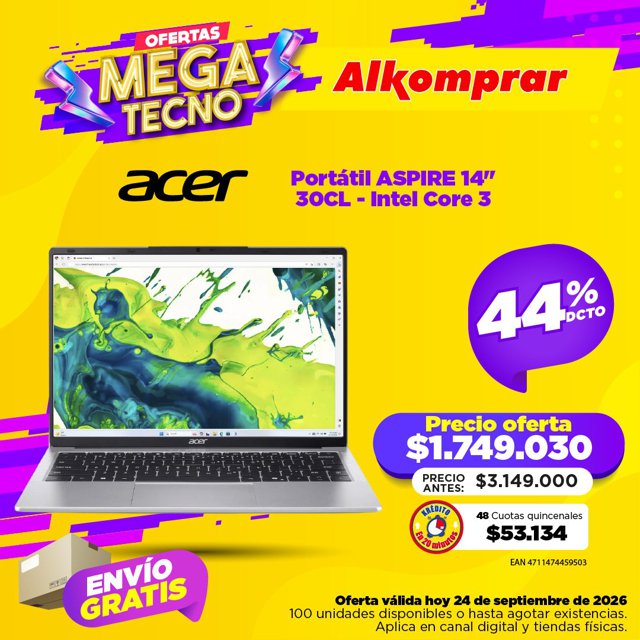 OFERTAS
MEGA
TECNO
Alkomprar
acer
Portátil ASPIRE 14"
30CL - Intel Core 3
44%
DCTO
acer
Precio oferta
$1.749.030
PRECIO
ANTES:
$3.149.000
KRÉDITO
En 20 minutos
48 Cuotas quincenales
$53.134
EAN 4711474459503
ENVÍO
GRATIS
Oferta válida hoy 24 de septiembre de 2026
100 unidades disponibles o hasta agotar existencias.
Aplica en canal digital y tiendas físicas.